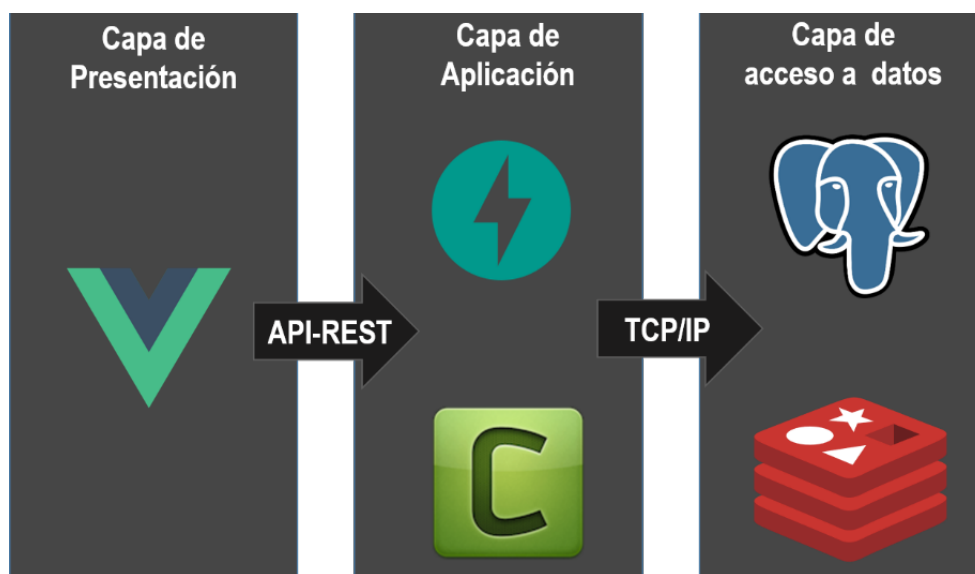 Capa de
Presentación
Capa de
Aplicación
Capa de
acceso a datos
API-REST
TCP/IP
C